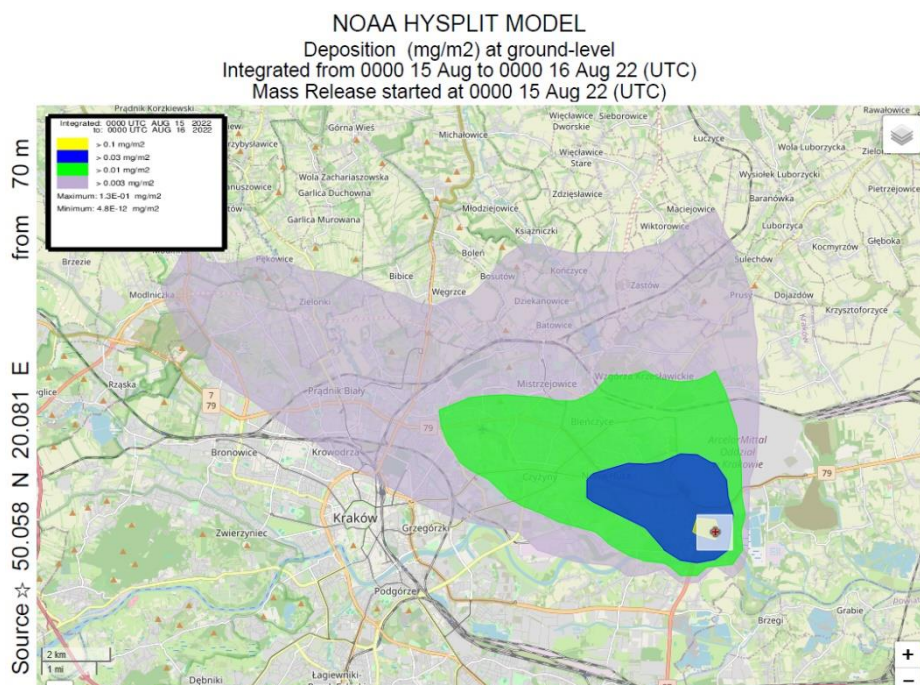 NOAA HYSPLIT MODEL
Deposition (mg/m2) at ground-level
Integrated from 0000 15 Aug to 0000 16 Aug 22 (UTC)
Mass Release started at 0000 15 Aug 22 (UTC)
Source ☆ 50.058 N 20.081 E from 70 m
Integrated: 0000 UTC AUG 15 2022
to: 0000 UTC AUG 16 2022
> 0.1 mg/m2
> 0.03 mg/m2
> 0.01 mg/m2
> 0.003 mg/m2
Maximum: 1.3E-01 mg/m2
Minimum: 4.8E-12 mg/m2
Prądnik Korzkiewski
Górna Wieś
Michałowice
Więcławice Dworskie
Sieborowice
Rawałowice
Łuczyce
Wola Luborzycka
Więcławice Stare
Wola Zachariaszowska
Garlica Duchowna
Zdzięsławice
Wysiołek Luborzycki
Pietrzejowice
Baranówka
Garlica Murowana
Młodziejowice
Maciejowice
Książniczki
Wiktorowice
Luborzyca
Boleń
Sulechów
Głęboka
Kocmyrzów
Brzezie
Pękowice
Bibice
Bosutów
Kończyce
Węgrzce
Zastów
Prusy
Dojazdów
Modlniczka
Zielonki
Dziekanowice
Krzysztoforzyce
Batowice
Rząska
7
79
Prądnik Biały
Mistrzejowice
Wzgórza Krzesławickie
79
Bieńczyce
ArcelorMittal
Oddział
Krakowie
Bronowice
Krowodrza
Czyżyny
79
Kraków
Grzegórzki
Zwierzyniec
Podgórze
Brzegi
Grabie
2 km
1 mi
Dębniki
Łagiewniki-
+
−